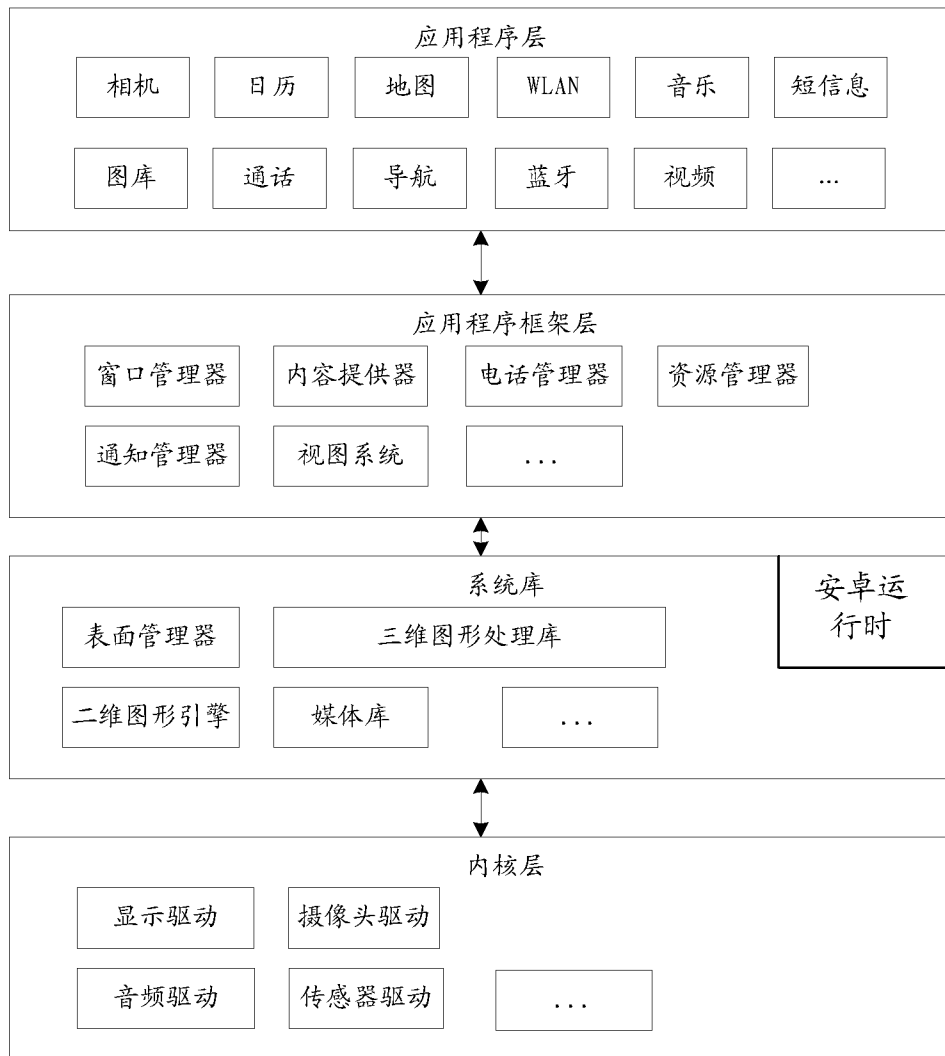 应用程序层
相机 日历 地图 WLAN 音乐 短信息
图库 通话 导航 蓝牙 视频 ...
应用程序框架层
窗口管理器 内容提供器 电话管理器 资源管理器
通知管理器 视图系统 ...
系统库
安卓运
行时
表面管理器 三维图形处理库
二维图形引擎 媒体库 ...
内核层
显示驱动 摄像头驱动
音频驱动 传感器驱动 ...